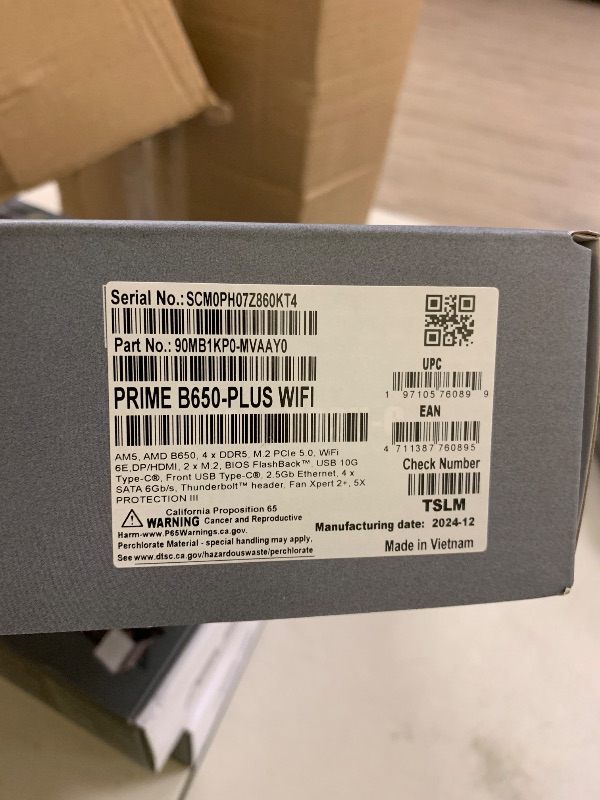 Serial No.: SCM0PH07Z860KT4
Part No.: 90MB1KP0-MVAAY0
PRIME B650-PLUS WIFI
AM5, AMD B650, 4 x DDR5, M.2 PCIe 5.0, WiFi
6E,DP/HDMI, 2 x M.2, BIOS FlashBack™, USB 10G
Type-C®, Front USB Type-C®, 2.5Gb Ethernet, 4 x
SATA 6Gb/s, Thunderbolt™ header, Fan Xpert 2+, 5X
PROTECTION III
California Proposition 65
WARNING Cancer and Reproductive
Harm-www.P65Warnings.ca.gov.
Perchlorate Material - special handling may apply.
See www.dtsc.ca.gov/hazardouswaste/perchlorate
UPC
1 97105 76089 9
EAN
4 711387 760895
Check Number
TSLM
Manufacturing date: 2024-12
Made in Vietnam